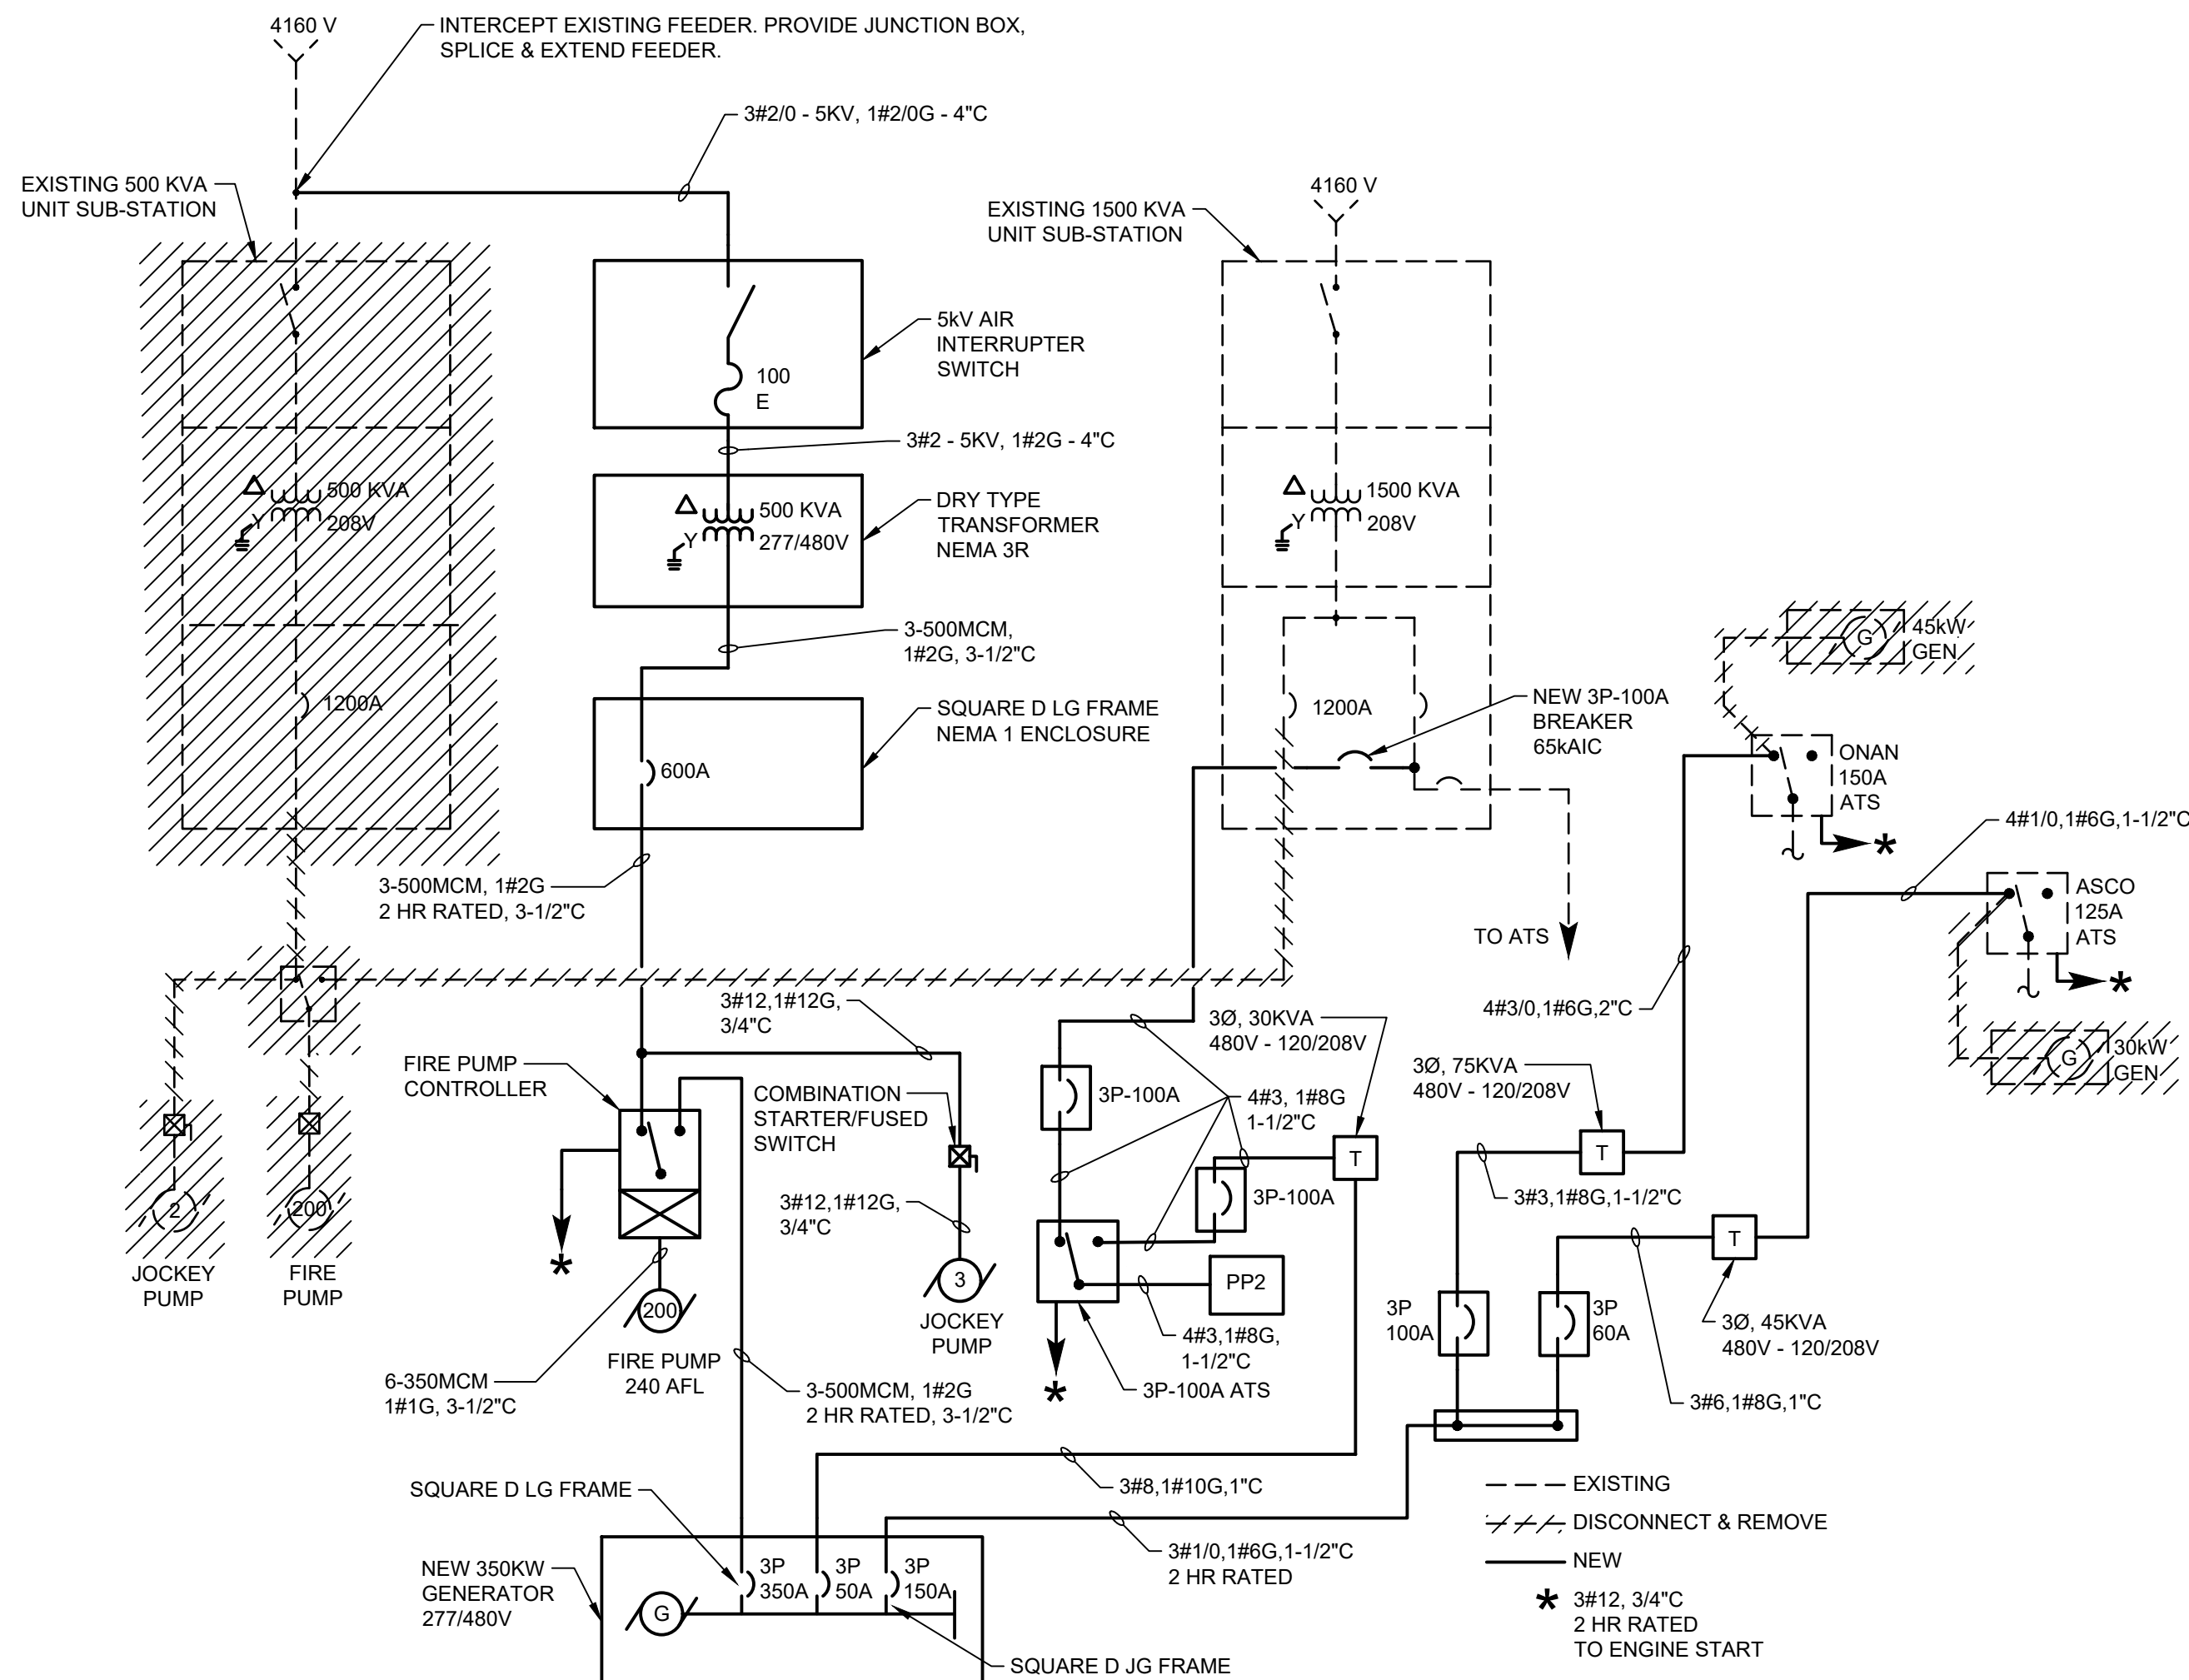 4160 V
INTERCEPT EXISTING FEEDER. PROVIDE JUNCTION BOX,
SPLICE & EXTEND FEEDER.
3#2/0 - 5KV, 1#2/0G - 4"C
EXISTING 500 KVA
UNIT SUB-STATION
4160 V
EXISTING 1500 KVA
UNIT SUB-STATION
5kV AIR
INTERRUPTER
SWITCH
100
E
3#2 - 5KV, 1#2G - 4"C
500 KVA
208V
Y
500 KVA
277/480V
Y
DRY TYPE
TRANSFORMER
NEMA 3R
1500 KVA
208V
Y
3-500MCM,
1#2G, 3-1/2"C
G
45kW
GEN
1200A
SQUARE D LG FRAME
NEMA 1 ENCLOSURE
600A
1200A
NEW 3P-100A
BREAKER
65kAIC
ONAN
150A
ATS
*
4#1/0,1#6G,1-1/2"C
3-500MCM, 1#2G
2 HR RATED, 3-1/2"C
ASCO
125A
ATS
*
TO ATS
3#12,1#12G,
3/4"C
3Ø, 30KVA
480V - 120/208V
4#3/0,1#6G,2"C
G
30kW
GEN
FIRE PUMP
CONTROLLER
COMBINATION
STARTER/FUSED
SWITCH
3P-100A
4#3, 1#8G
1-1/2"C
3Ø, 75KVA
480V - 120/208V
T
T
3P-100A
3#3,1#8G,1-1/2"C
3#12,1#12G,
3/4"C
2
200
JOCKEY
PUMP
FIRE
PUMP
*
200
FIRE PUMP
240 AFL
3
JOCKEY
PUMP
PP2
4#3,1#8G,
1-1/2"C
3P-100A ATS
*
T
3P
100A
3P
60A
3Ø, 45KVA
480V - 120/208V
6-350MCM
1#1G, 3-1/2"C
3-500MCM, 1#2G
2 HR RATED, 3-1/2"C
3#6,1#8G,1"C
SQUARE D LG FRAME
3#8,1#10G,1"C
EXISTING
DISCONNECT & REMOVE
NEW
* 3#12, 3/4"C
2 HR RATED
TO ENGINE START
3#1/0,1#6G,1-1/2"C
2 HR RATED
NEW 350KW
GENERATOR
277/480V
G
3P
350A
3P
50A
3P
150A
SQUARE D JG FRAME